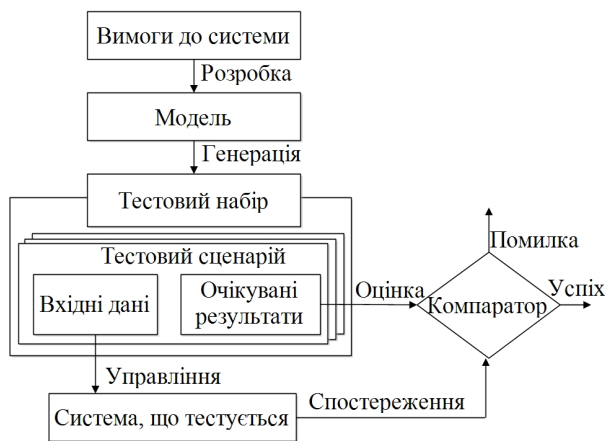 Вимоги до системи
Розробка
Модель
Генерація
Тестовий набір
Помилка
Тестовий сценарій
Вхідні дані
Очікувані
результати
Оцінка
Компаратор
Успіх
Управління
Система, що тестується
Спостереження